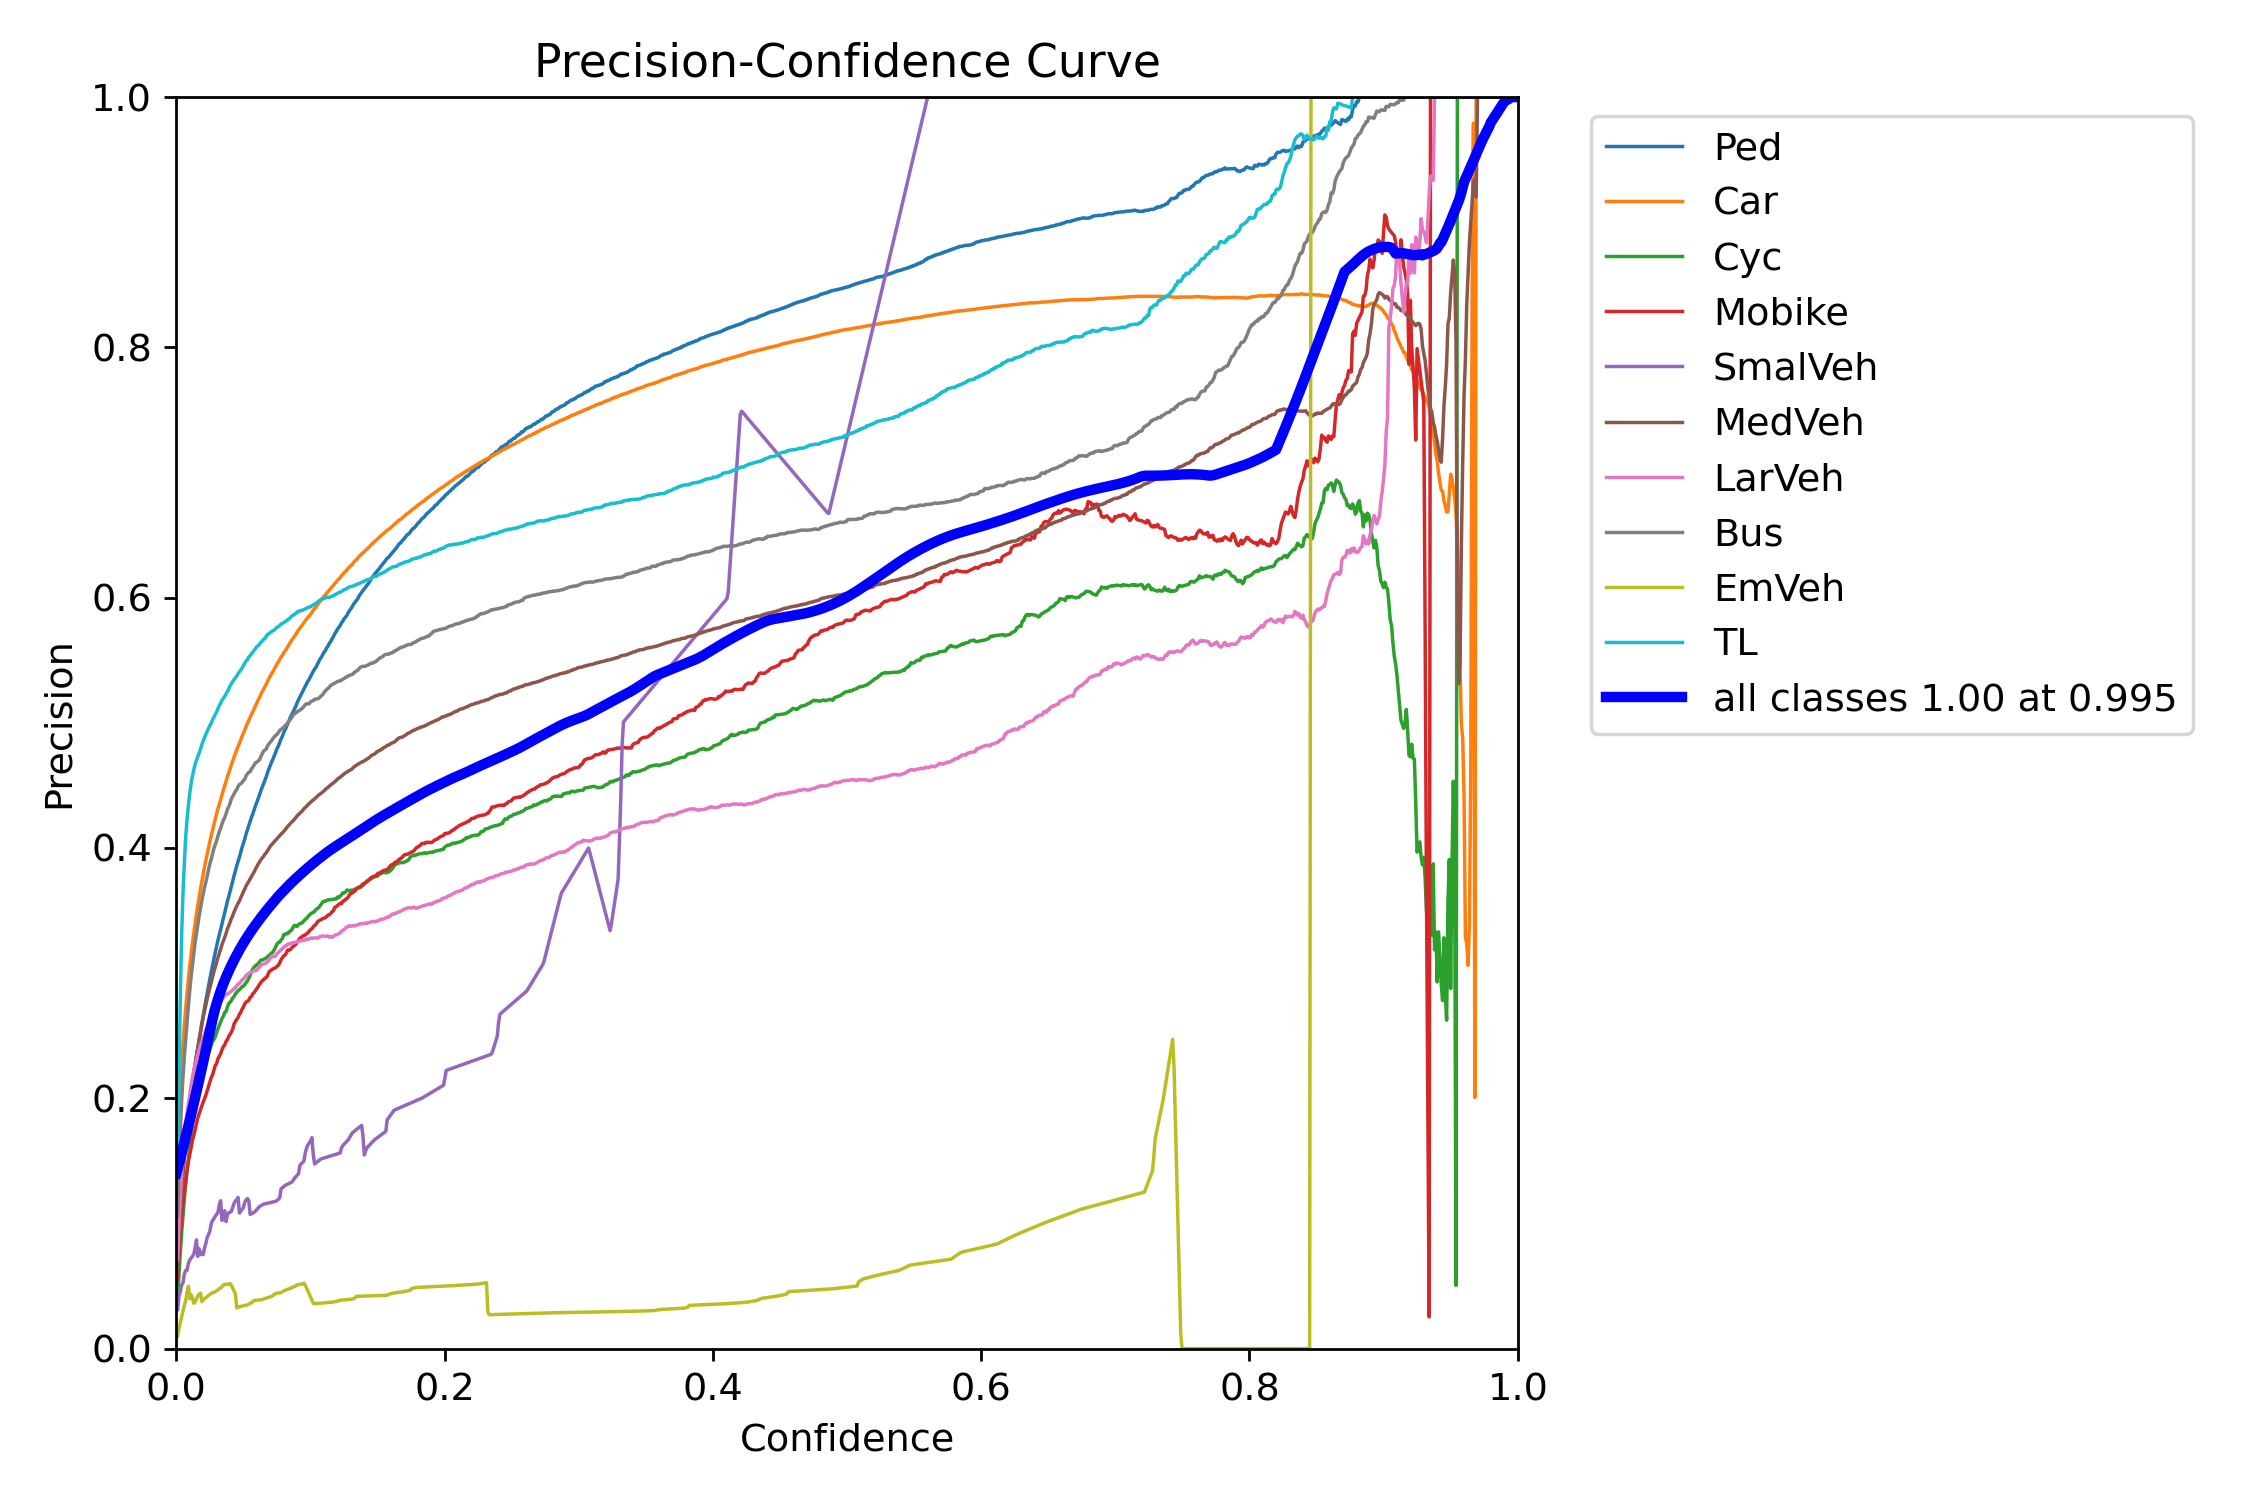 Precision-Confidence Curve
1.0
0.8
0.6
0.4
0.2
0.0
Precision
0.0 0.2 0.4 0.6 0.8 1.0
Confidence
Ped
Car
Cyc
Mobike
SmalVeh
MedVeh
LarVeh
Bus
EmVeh
TL
all classes 1.00 at 0.995